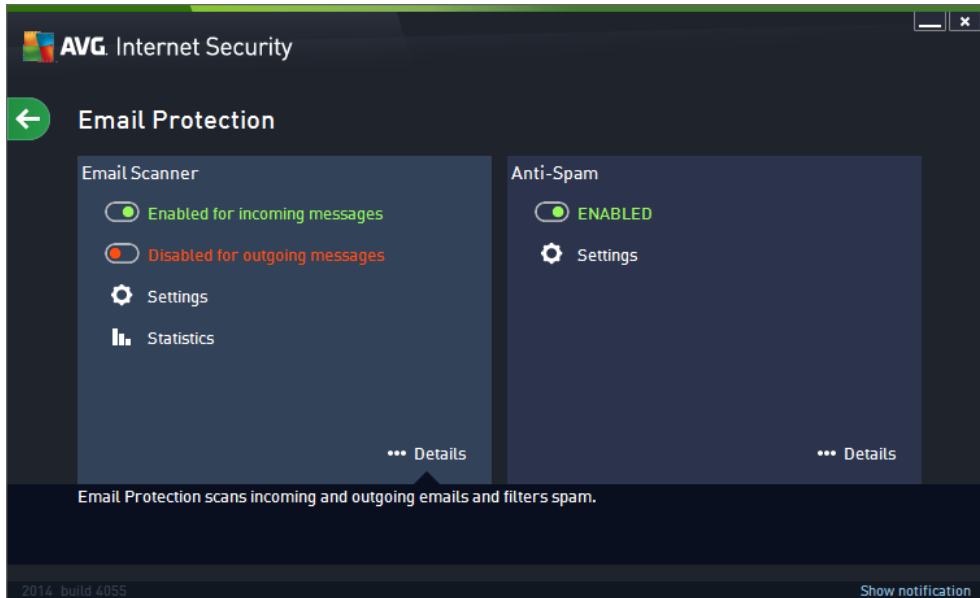 AVG. Internet Security
Email Protection
Email Scanner
Enabled for incoming messages
Disabled for outgoing messages
Settings
Statistics
Details
Anti-Spam
ENABLED
Settings
Details
Email Protection scans incoming and outgoing emails and filters spam.
2014 build 4055
Show notification